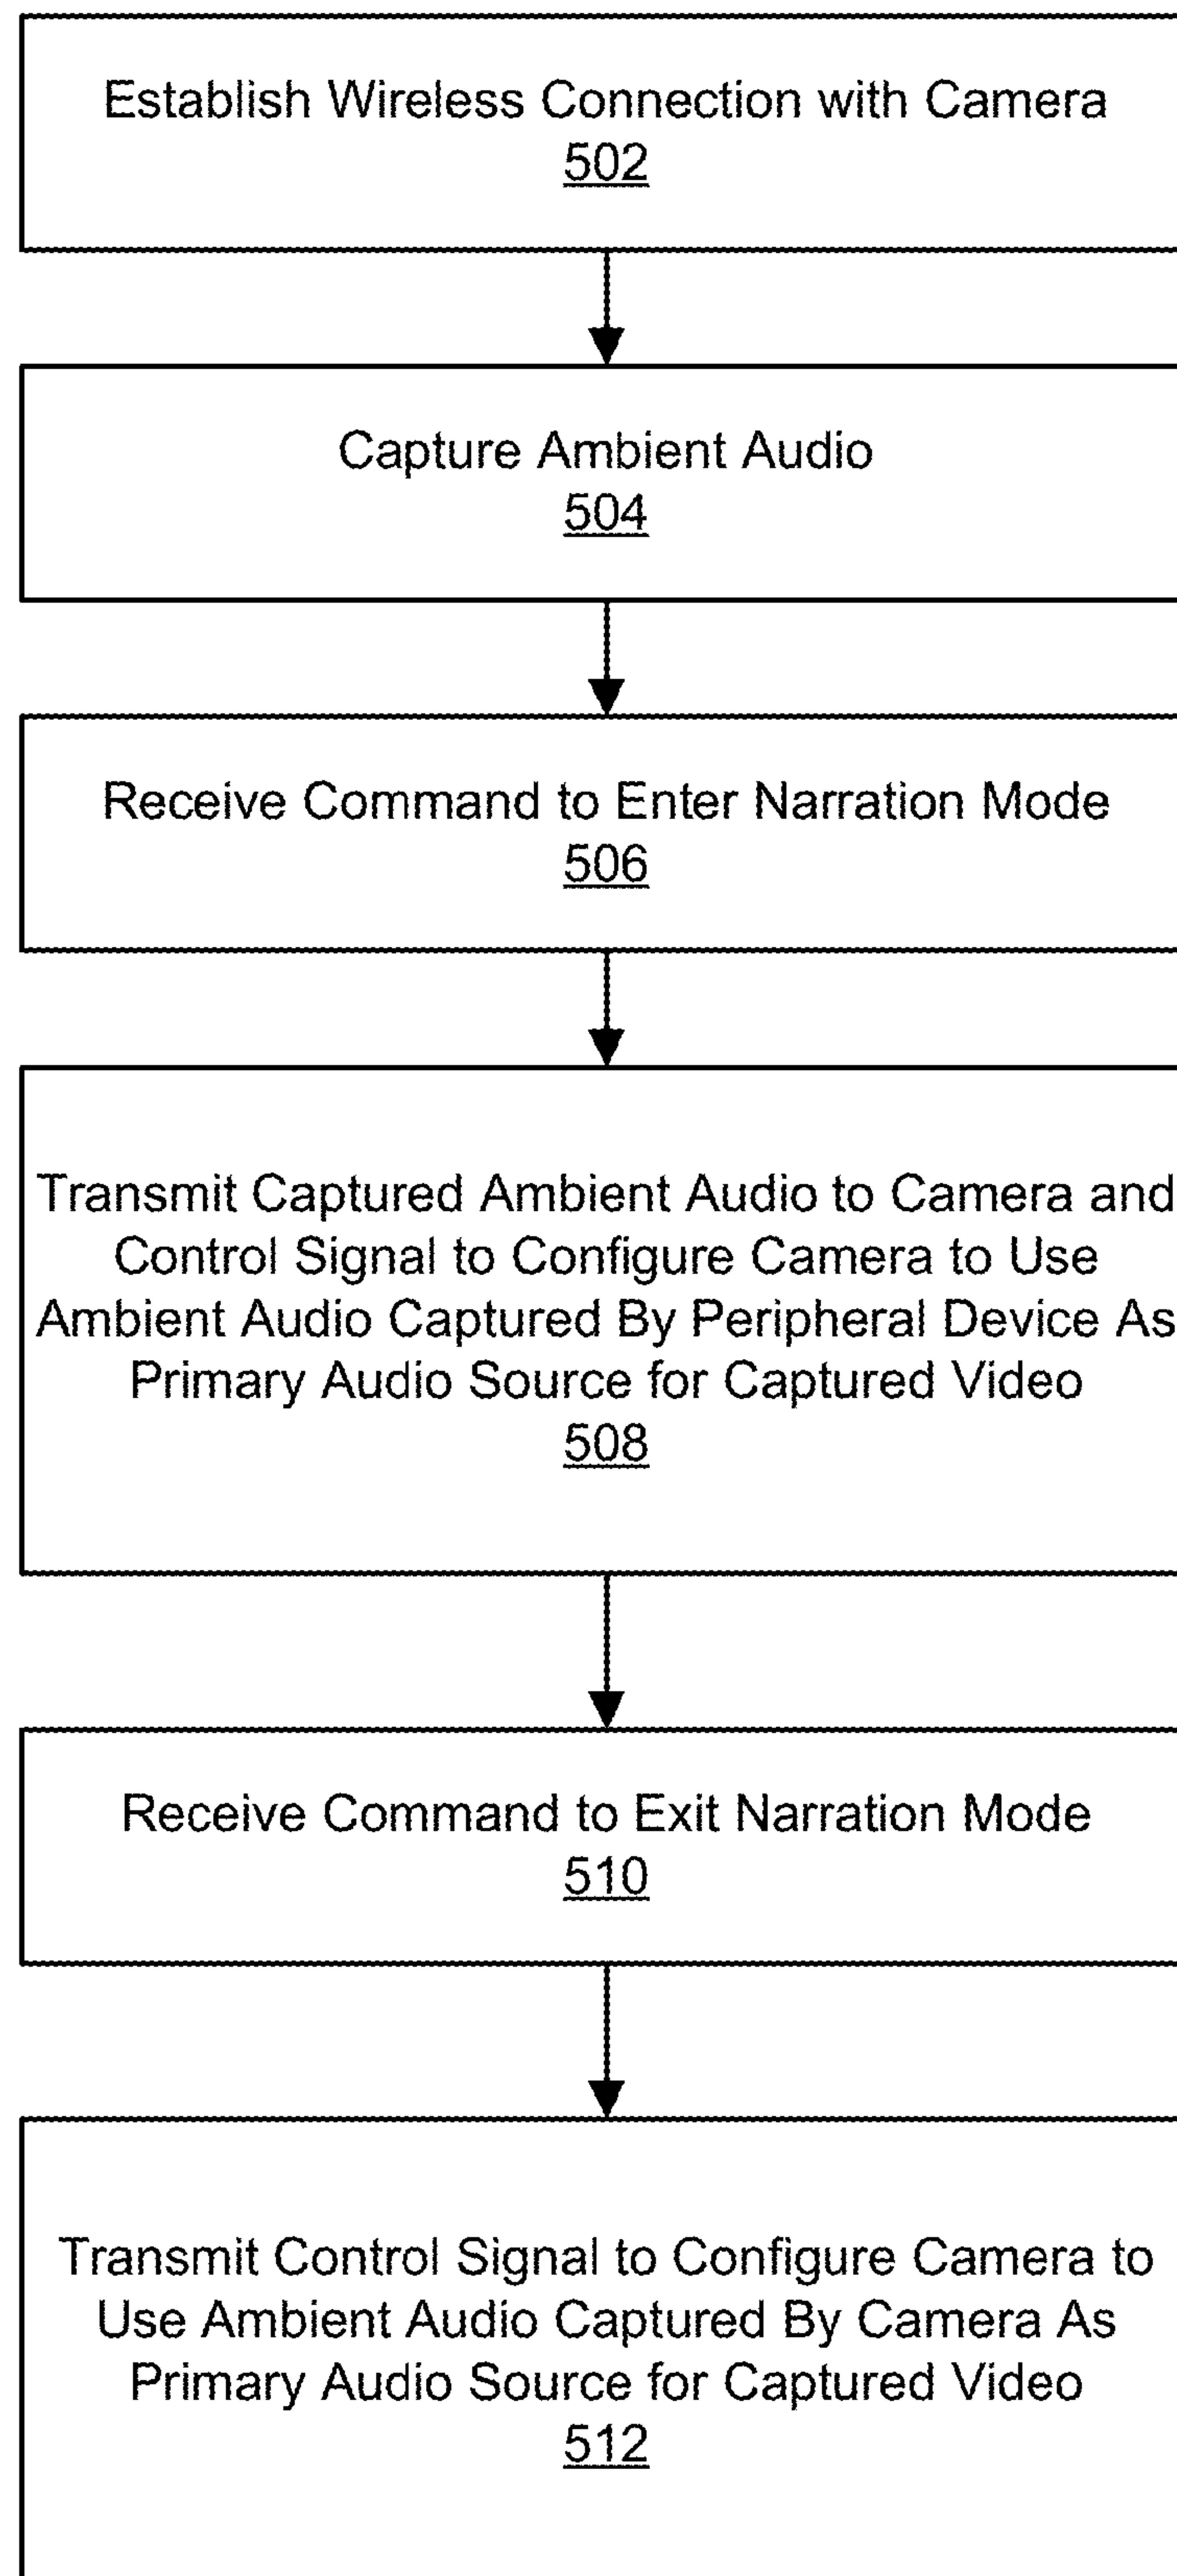 Establish Wireless Connection with Camera
502
Capture Ambient Audio
504
Receive Command to Enter Narration Mode
506
Transmit Captured Ambient Audio to Camera and
Control Signal to Configure Camera to Use
Ambient Audio Captured By Peripheral Device As
Primary Audio Source for Captured Video
508
Receive Command to Exit Narration Mode
510
Transmit Control Signal to Configure Camera to
Use Ambient Audio Captured By Camera As
Primary Audio Source for Captured Video
512